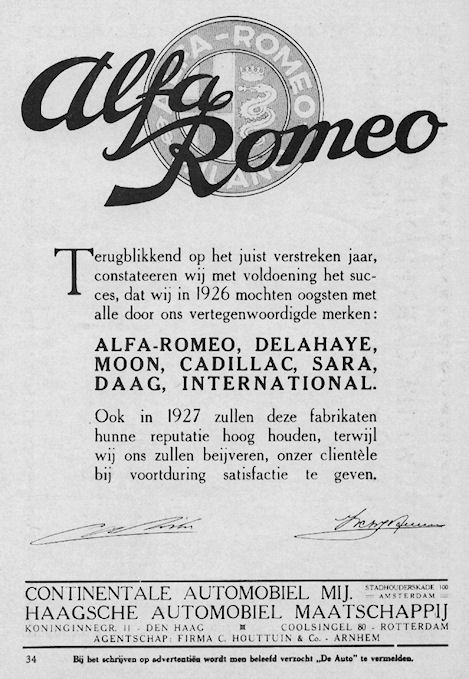 ALFA-ROMEO
MILANO
Alfa
Romeo
Terugblikkend op het juist verstreken jaar,
constateeren wij met voldoening het suc-
ces, dat wij in 1926 mochten oogsten met
alle door ons vertegenwoordigde merken:
ALFA-ROMEO, DELAHAYE,
MOON, CADILLAC, SARA,
DAAG, INTERNATIONAL.
Ook in 1927 zullen deze fabrikaten
hunne reputatie hoog houden, terwijl
wij ons zullen beijveren, onzer clientèle
bij voortduring satisfactie te geven.
CONTINENTALE AUTOMOBIEL MIJ. STADHOUDERSKADE 100
AMSTERDAM
HAAGSCHE AUTOMOBIEL MAATSCHAPPIJ
KONINGINNEGR. 11 - DEN HAAG COOLSINGEL 80 - ROTTERDAM
AGENTSCHAP: FIRMA C. HOUTTUIN & Co. - ARNHEM
34 Bij het schrijven op advertentiën wordt men beleefd verzocht „De Auto" te vermelden.